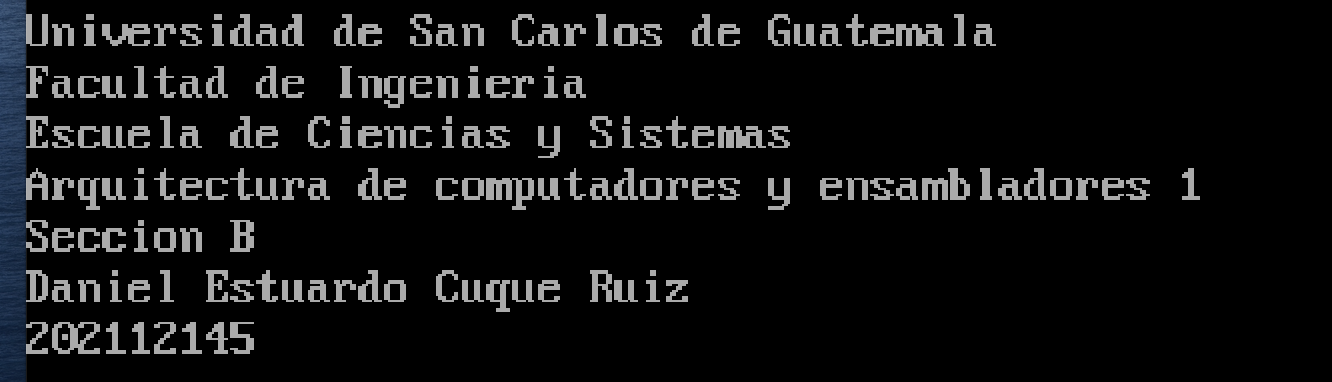 Universidad de San Carlos de Guatemala
Facultad de Ingenieria
Escuela de Ciencias y Sistemas
Arquitectura de computadores y ensambladores 1
Seccion B
Daniel Estuardo Cuque Ruiz
202112145